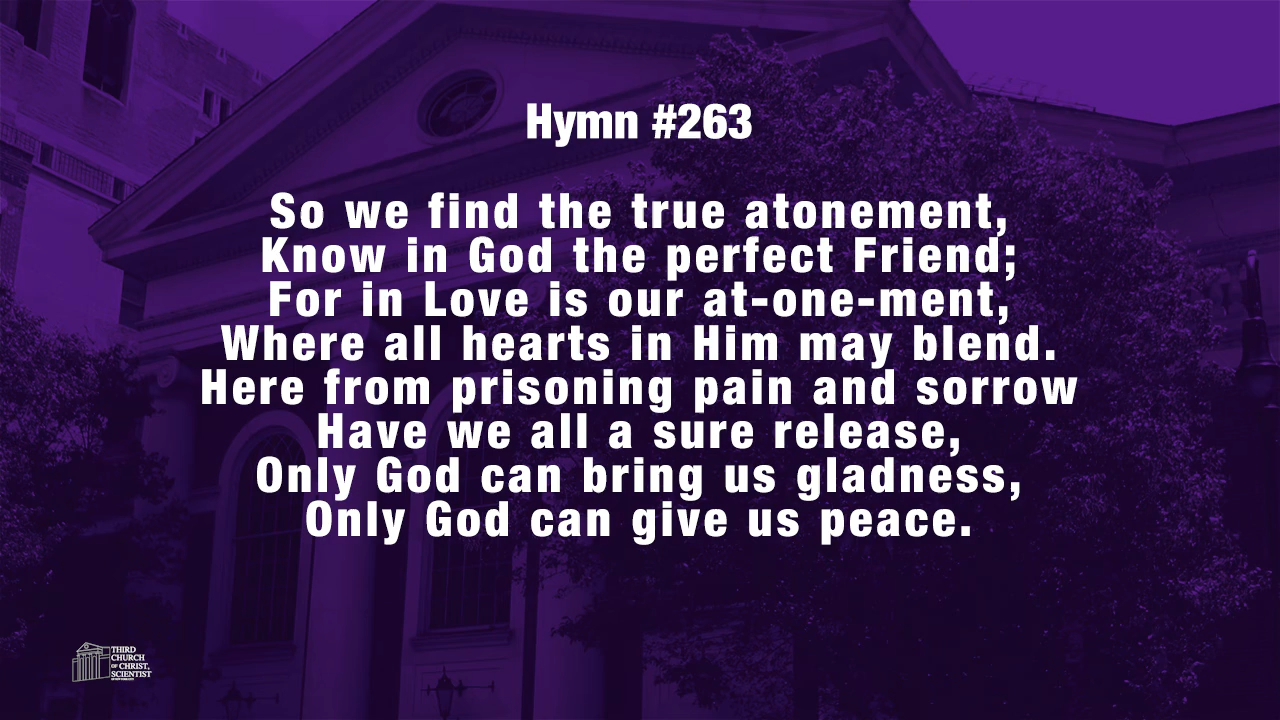 Hymn #263
So we find the true atonement,
Know in God the perfect Friend;
For in Love is our at-one-ment,
Where all hearts in Him may blend.
Here from prisoning pain and sorrow
Have we all a sure release,
Only God can bring us gladness,
Only God can give us peace.
THIRD
CHURCH
OF CHRIST,
SCIENTIST